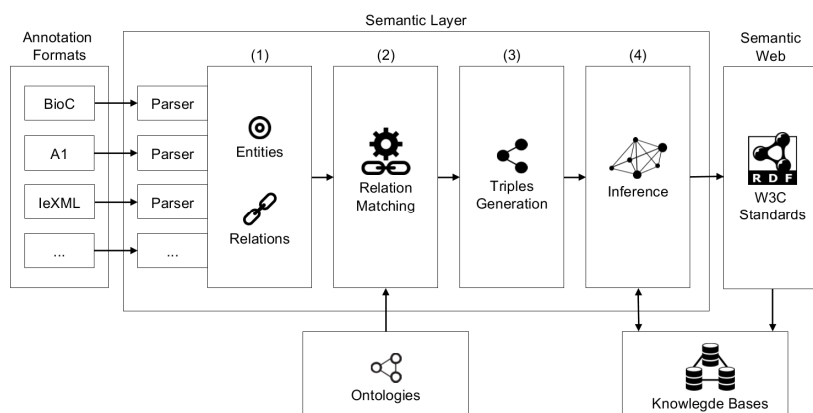 Semantic Layer
Annotation
Formats
Semantic
Web
(1)
(2)
(3)
(4)
BioC
Parser
A1
Parser
IeXML
Parser
...
...
Entities
Relations
Relation
Matching
Triples
Generation
Inference
RDF
W3C
Standards
Ontologies
Knowlegde Bases